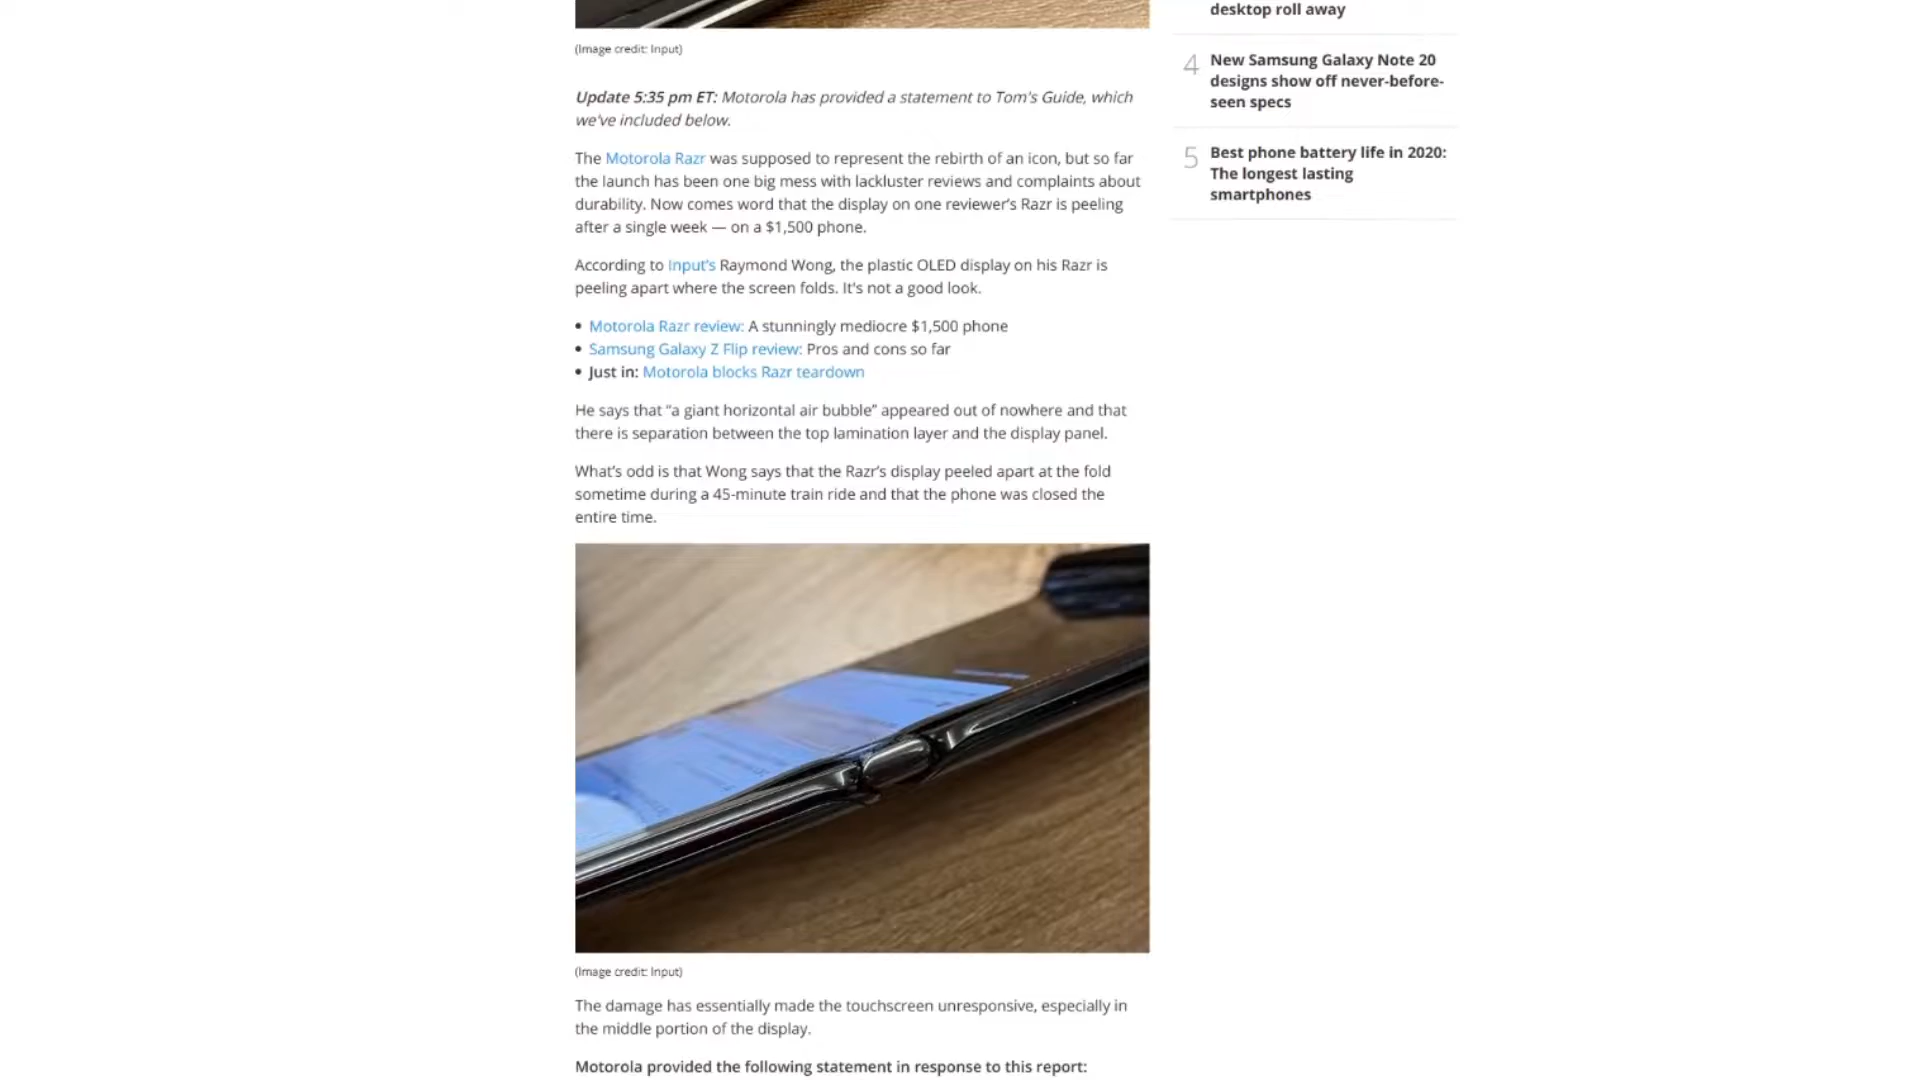 (Image credit: Input)
Update 5:35 pm ET: Motorola has provided a statement to Tom's Guide, which
we've included below.
The Motorola Razr was supposed to represent the rebirth of an icon, but so far
the launch has been one big mess with lackluster reviews and complaints about
durability. Now comes word that the display on one reviewer's Razr is peeling
after a single week — on a $1,500 phone.
According to Input's Raymond Wong, the plastic OLED display on his Razr is
peeling apart where the screen folds. It's not a good look.
• Motorola Razr review: A stunningly mediocre $1,500 phone
• Samsung Galaxy Z Flip review: Pros and cons so far
• Just in: Motorola blocks Razr teardown
He says that “a giant horizontal air bubble” appeared out of nowhere and that
there is separation between the top lamination layer and the display panel.
What's odd is that Wong says that the Razr's display peeled apart at the fold
sometime during a 45-minute train ride and that the phone was closed the
entire time.
(Image credit: Input)
The damage has essentially made the touchscreen unresponsive, especially in
the middle portion of the display.
Motorola provided the following statement in response to this report:
desktop roll away
4 New Samsung Galaxy Note 20
designs show off never-before-
seen specs
5 Best phone battery life in 2020:
The longest lasting
smartphones